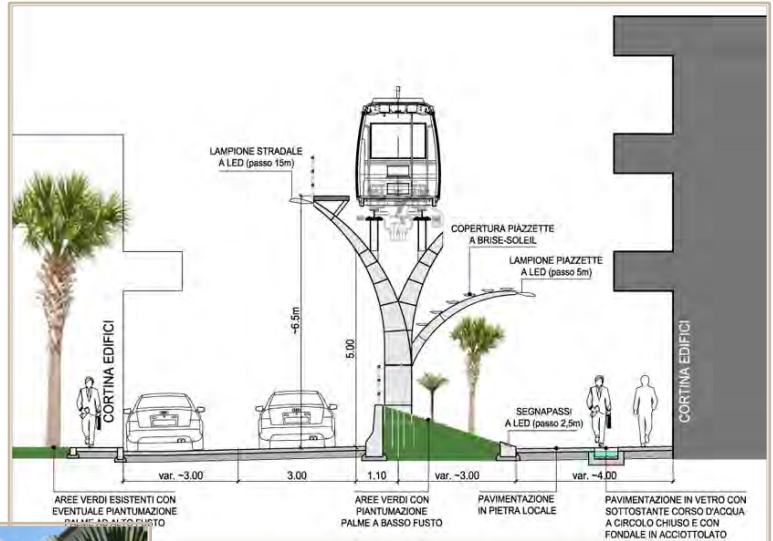 LAMPIONE STRADALE
A LED (passo 15m)
COPERTURA PIAZZETTE
A BRISE-SOLEIL
LAMPIONE PIAZZETTE
A LED (passo 5m)
~6.5m
5.00
CORTINA EDIFICI
CORTINA EDIFICI
SEGNAPASSI
A LED (passo 2,5m)
var. ~3.00
3.00
1.10
var. ~3.00
var. ~4.00
AREE VERDI ESISTENTI CON
EVENTUALE PIANTUMAZIONE
PALME AD ALTO FUSTO
AREE VERDI CON
PIANTUMAZIONE
PALME A BASSO FUSTO
PAVIMENTAZIONE
IN PIETRA LOCALE
PAVIMENTAZIONE IN VETRO CON
SOTTOSTANTE CORSO D'ACQUA
A CIRCOLO CHIUSO E CON
FONDALE IN ACCIOTTOLATO